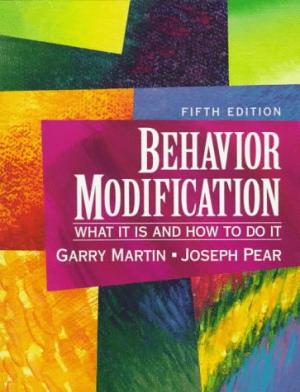 FIFTH EDITION
BEHAVIOR
MODIFICATION
WHAT IT IS AND HOW TO DO IT
GARRY MARTIN ▪ JOSEPH PEAR